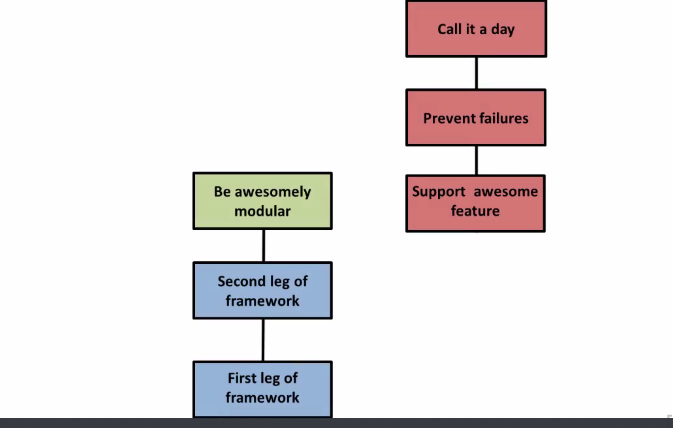 Call it a day
Prevent failures
Support awesome
feature
Be awesomely
modular
Second leg of
framework
First leg of
framework